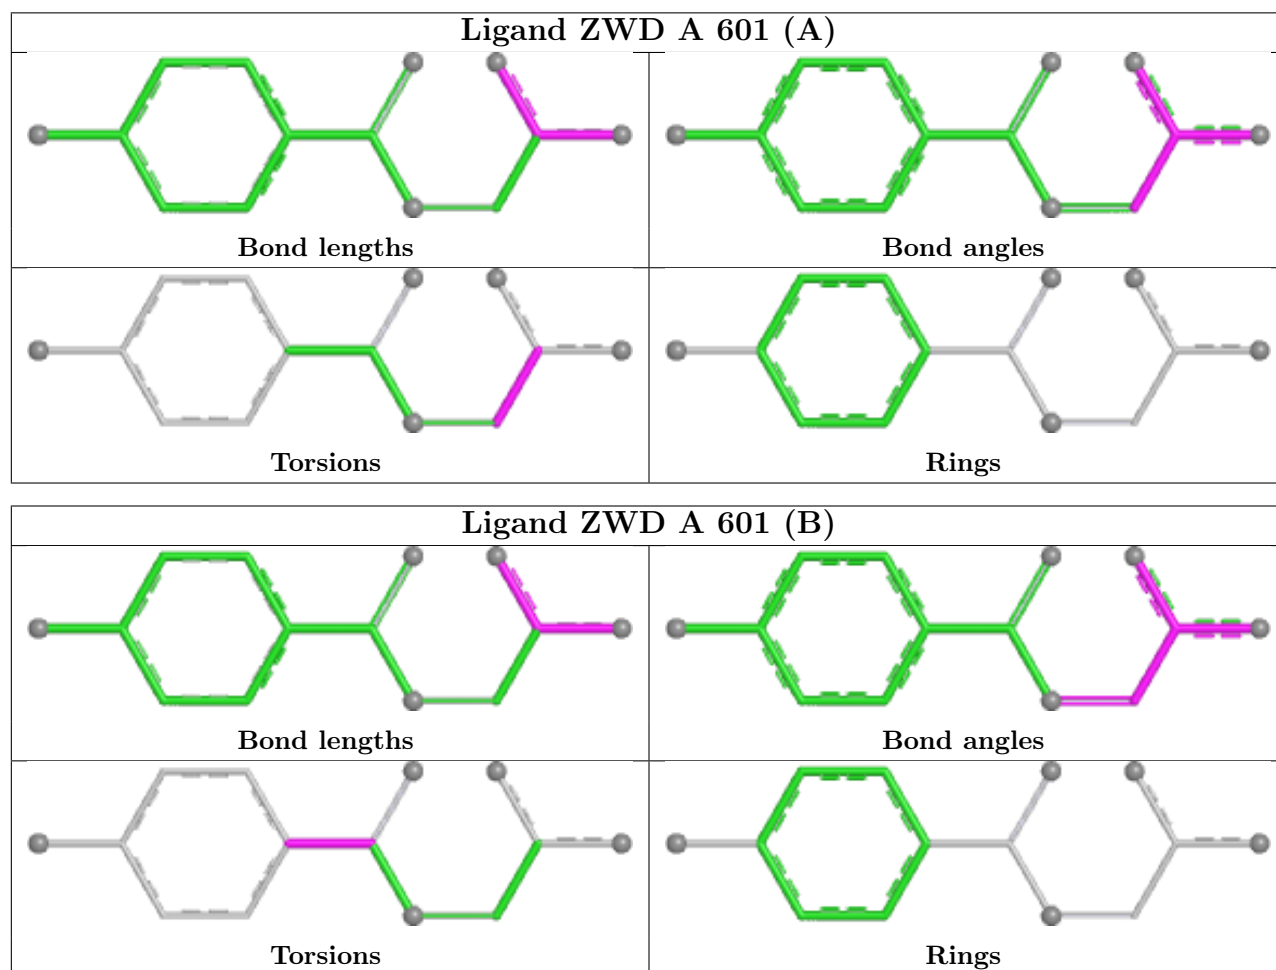 Ligand ZWD A 601 (A)
Bond lengths
Bond angles
Torsions
Rings
Ligand ZWD A 601 (B)
Bond lengths
Bond angles
Torsions
Rings